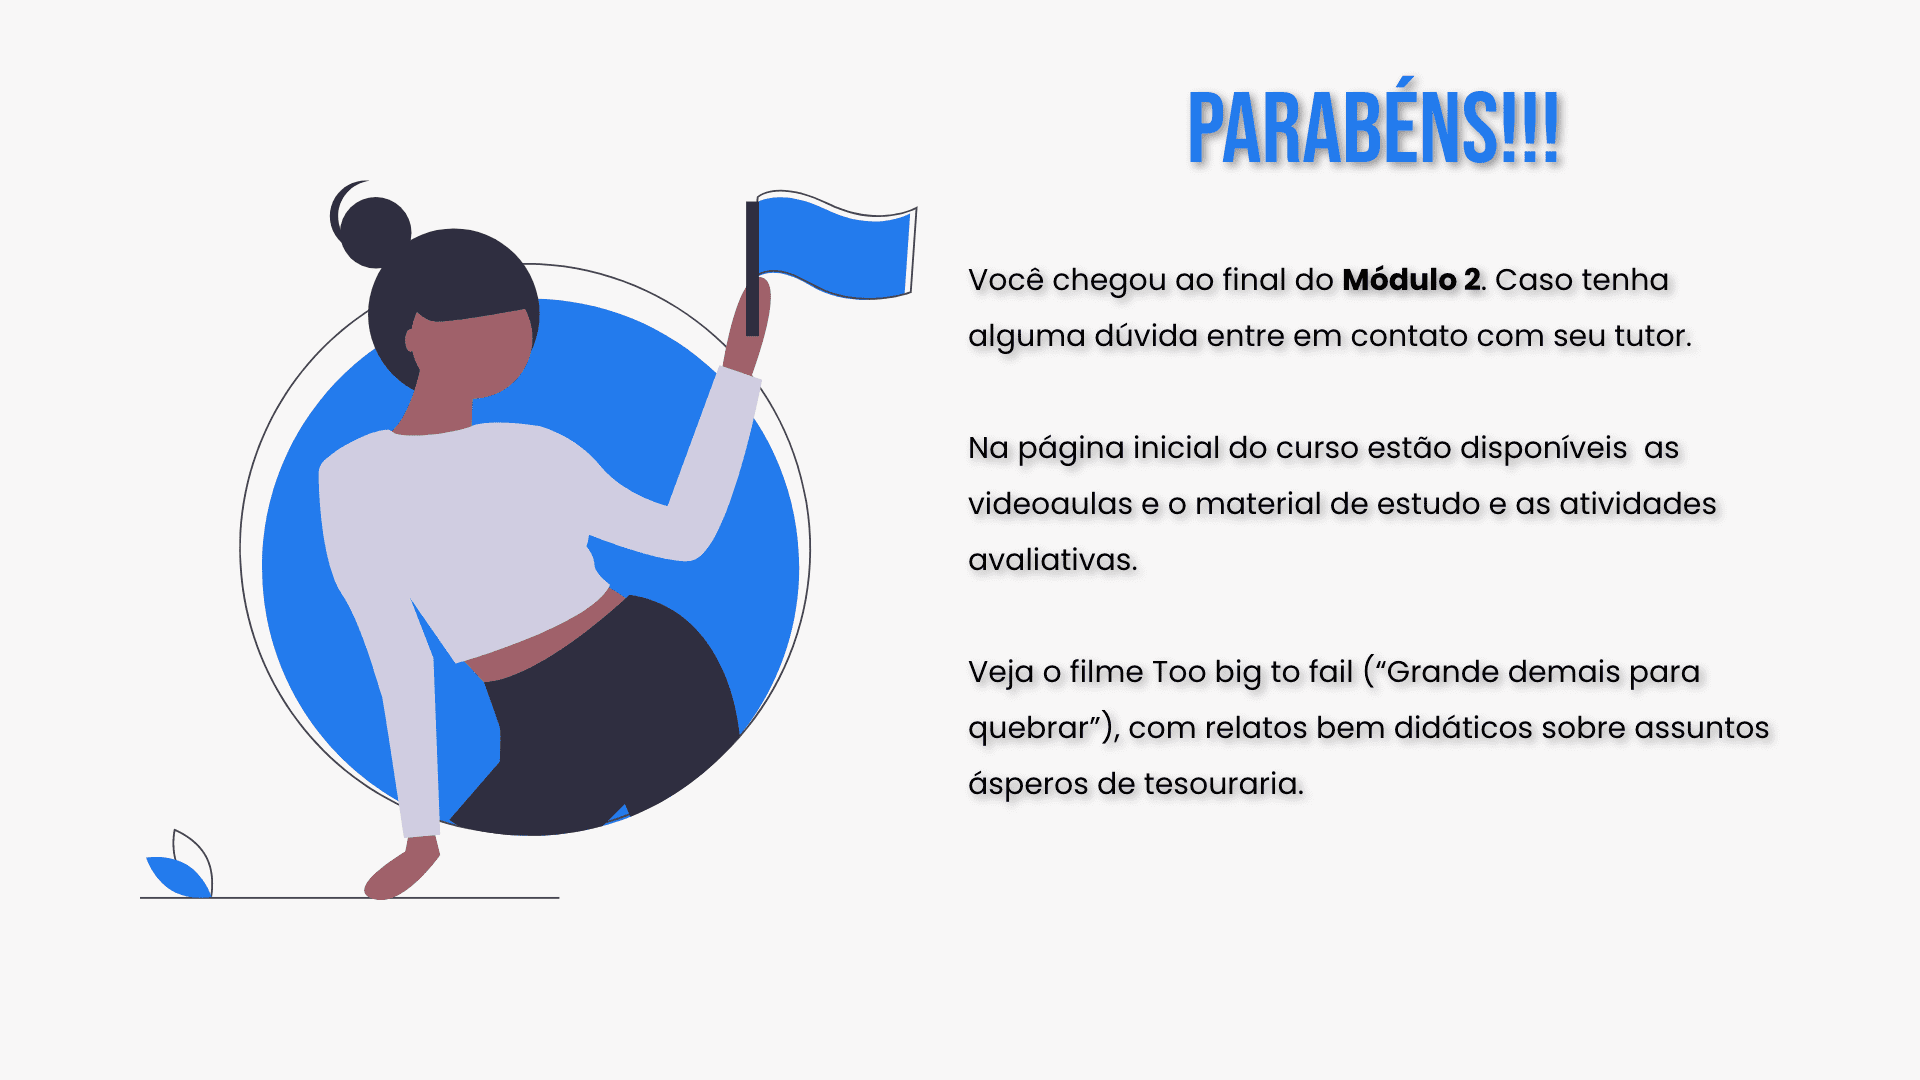 PARABÉNS!!!
Você chegou ao final do Módulo 2. Caso tenha
alguma dúvida entre em contato com seu tutor.
Na página inicial do curso estão disponíveis  as
videoaulas e o material de estudo e as atividades
avaliativas.
Veja o filme Too big to fail (“Grande demais para
quebrar”), com relatos bem didáticos sobre assuntos
ásperos de tesouraria.